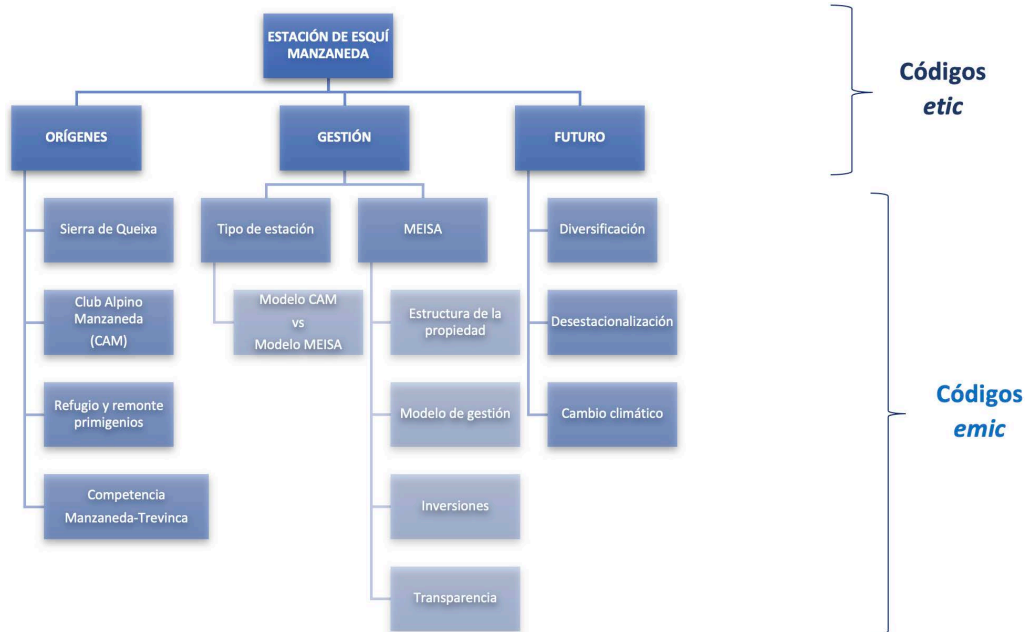 ESTACIÓN DE ESQUÍ
MANZANEDA
Códigos
etic
ORÍGENES
GESTIÓN
FUTURO
Sierra de Queixa
Tipo de estación
MEISA
Diversificación
Club Alpino
Manzaneda
(CAM)
Modelo CAM
vs
Modelo MEISA
Estructura de la
propiedad
Desestacionalización
Refugio y remonte
primigenios
Modelo de gestión
Cambio climático
Códigos
emic
Competencia
Manzaneda-Trevinca
Inversiones
Transparencia